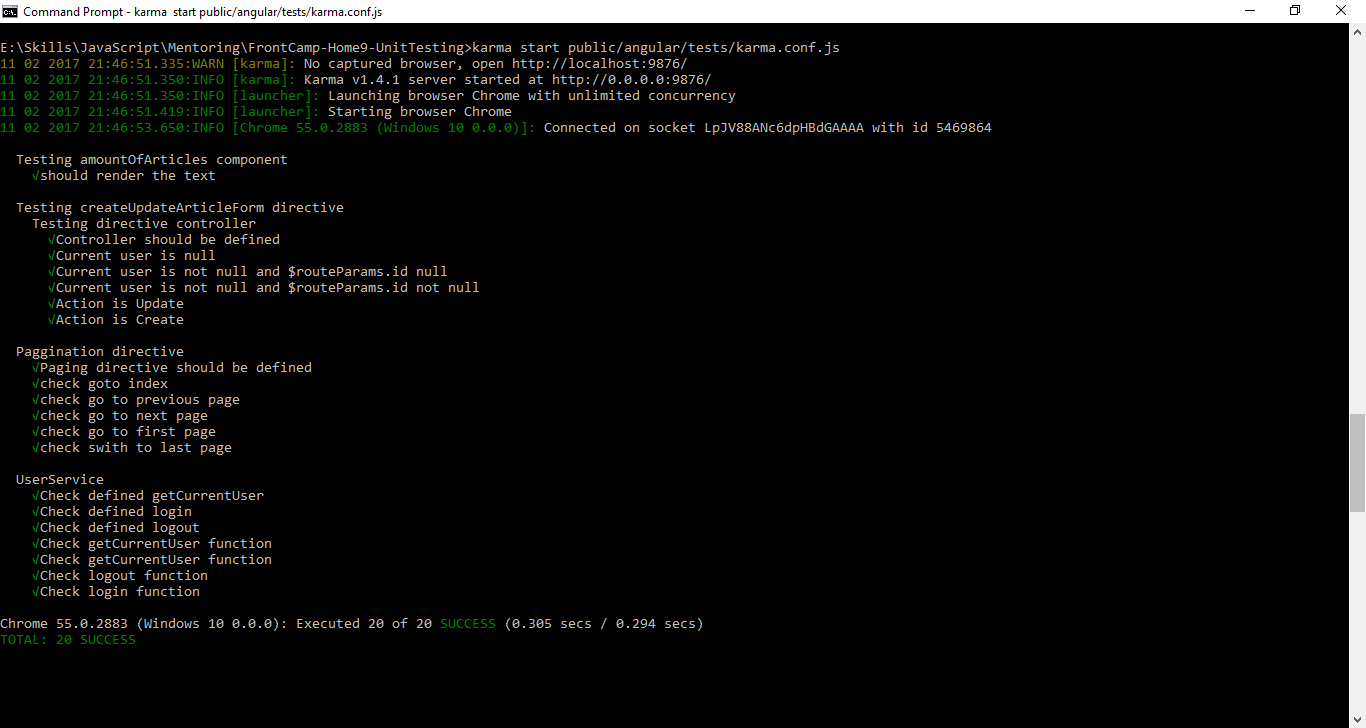 Command Prompt - karma  start public/angular/tests/karma.conf.js
E:\Skills\JavaScript\Mentoring\FrontCamp-Home9-UnitTesting>karma start public/angular/tests/karma.conf.js
11 02 2017 21:46:51.335:WARN [karma]: No captured browser, open http://localhost:9876/
11 02 2017 21:46:51.350:INFO [karma]: Karma v1.4.1 server started at http://0.0.0.0:9876/
11 02 2017 21:46:51.350:INFO [launcher]: Launching browser Chrome with unlimited concurrency
11 02 2017 21:46:51.419:INFO [launcher]: Starting browser Chrome
11 02 2017 21:46:53.650:INFO [Chrome 55.0.2883 (Windows 10 0.0.0)]: Connected on socket LpJV88ANc6dpHBdGAAAA with id 5469864
Testing amountOfArticles component
√should render the text
Testing createUpdateArticleForm directive
Testing directive controller
√Controller should be defined
√Current user is null
√Current user is not null and $routeParams.id null
√Current user is not null and $routeParams.id not null
√Action is Update
√Action is Create
Paggination directive
√Paging directive should be defined
√check goto index
√check go to previous page
√check go to next page
√check go to first page
√check swith to last page
UserService
√Check defined getCurrentUser
√Check defined login
√Check defined logout
√Check getCurrentUser function
√Check getCurrentUser function
√Check logout function
√Check login function
Chrome 55.0.2883 (Windows 10 0.0.0): Executed 20 of 20 SUCCESS (0.305 secs / 0.294 secs)
TOTAL: 20 SUCCESS